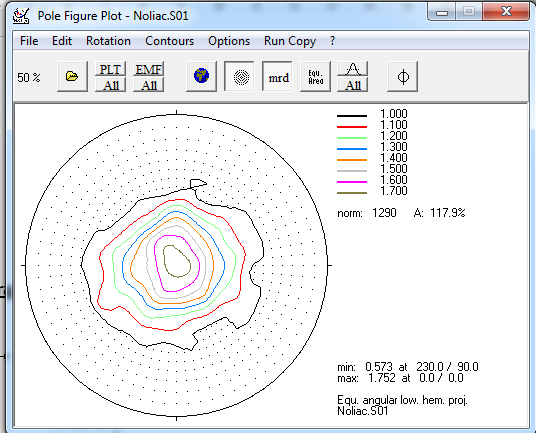 Pole Figure Plot - Noliac.S01
File Edit Rotation Contours Options Run Copy ?
50 %
PLT
All
EMF
All
mrd
Equ.
Area
All
1.000
1.100
1.200
1.300
1.400
1.500
1.600
1.700
norm: 1290 A: 117.9%
min: 0.573 at 230.0 / 90.0
max: 1.752 at 0.0 / 0.0
Equ. angular low. hem. proj.
Noliac.S01